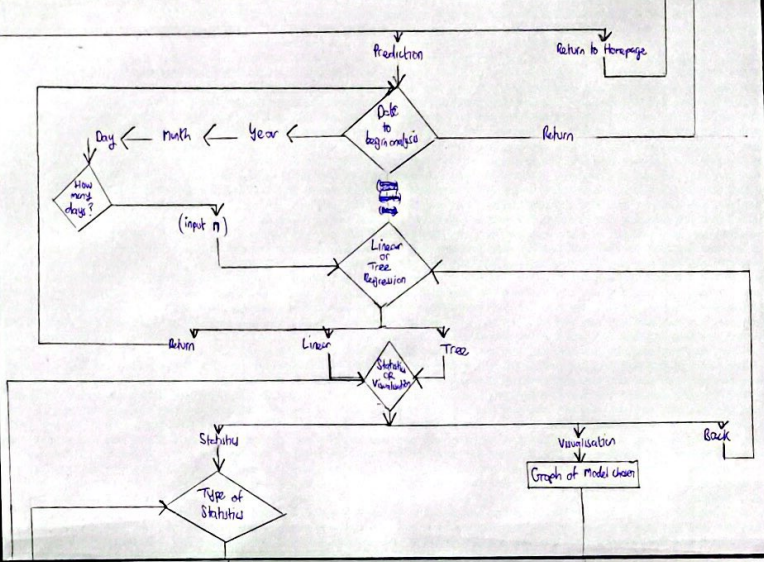 Prediction
Return to Homepage
Date
to
begin analysis
Day
Month
Year
Return
How
many
days?
(input n)
Linear
or
Tree
Regression
Return
Linear
Tree
Statistics
OR
Visualisation
Statistics
Visualisation
Back
Graph of Model chosen
Type of
Statistics